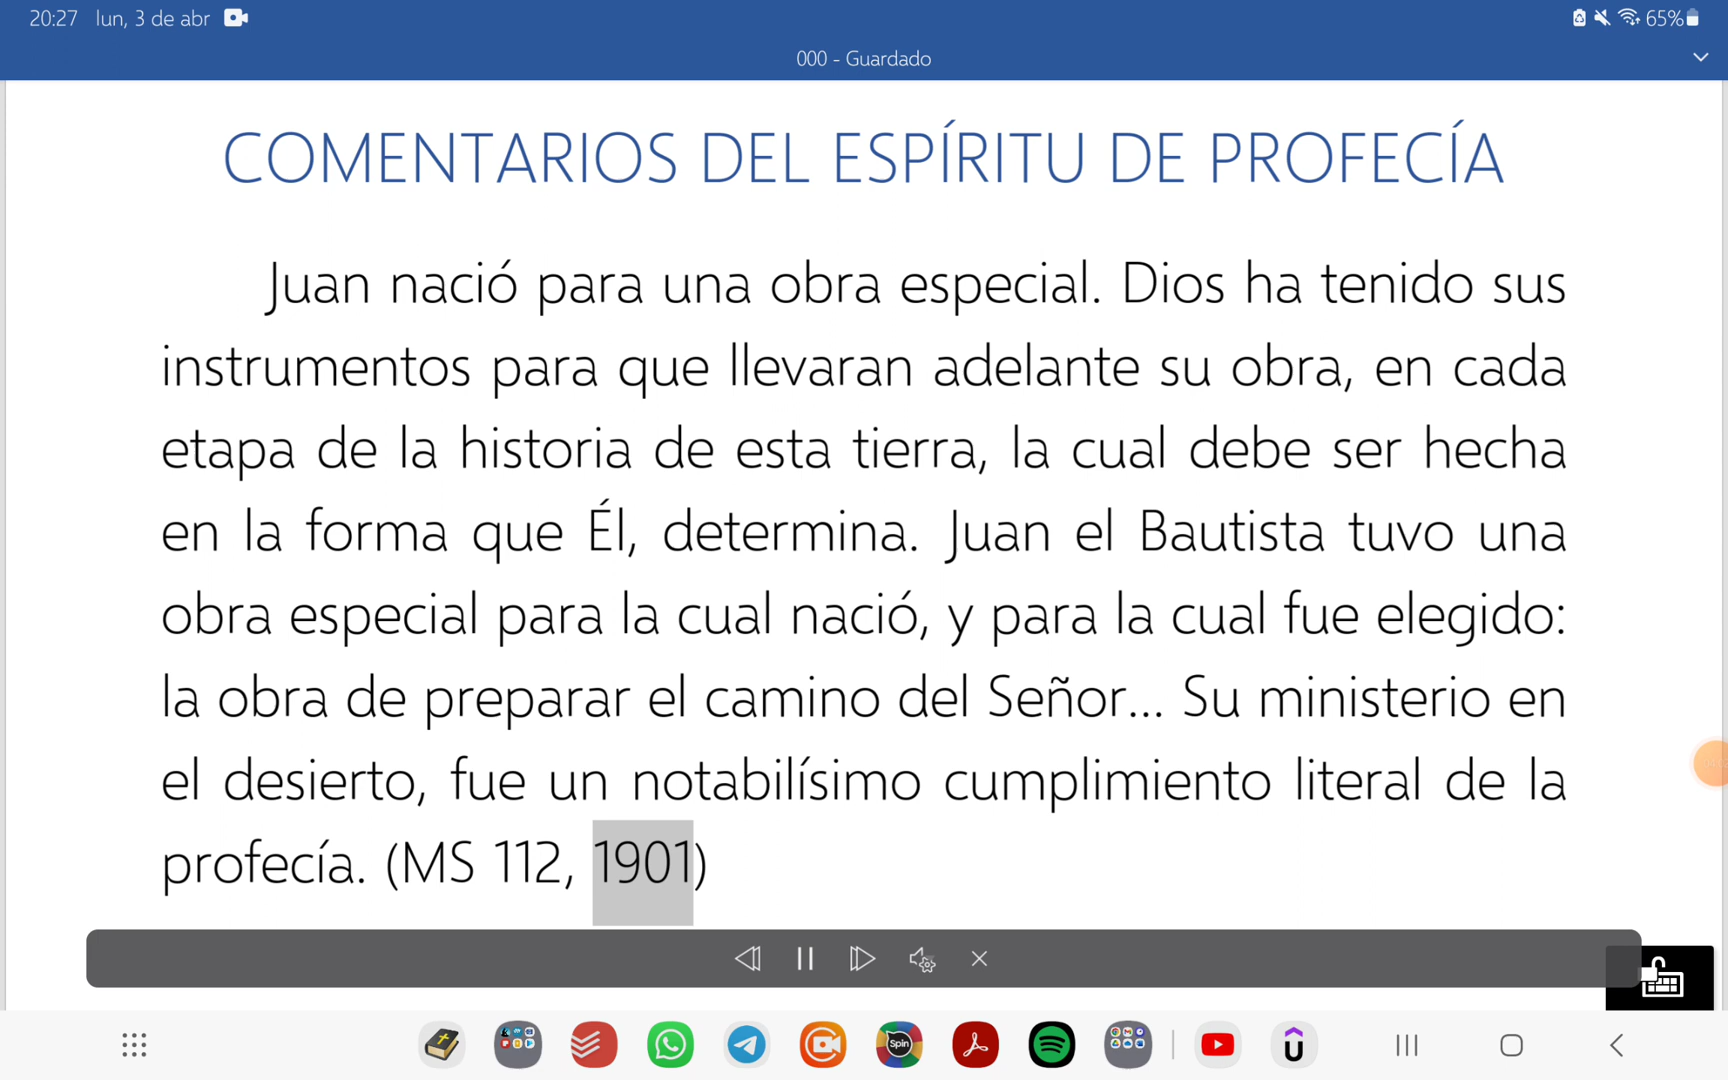 20:27 lun, 3 de abr 65%
000 - Guardado
COMENTARIOS DEL ESPÍRITU DE PROFECÍA
Juan nació para una obra especial. Dios ha tenido sus
instrumentos para que llevaran adelante su obra, en cada
etapa de la historia de esta tierra, la cual debe ser hecha
en la forma que Él, determina. Juan el Bautista tuvo una
obra especial para la cual nació, y para la cual fue elegido:
la obra de preparar el camino del Señor... Su ministerio en
el desierto, fue un notabilísimo cumplimiento literal de la
profecía. (MS 112, 1901)
Spin